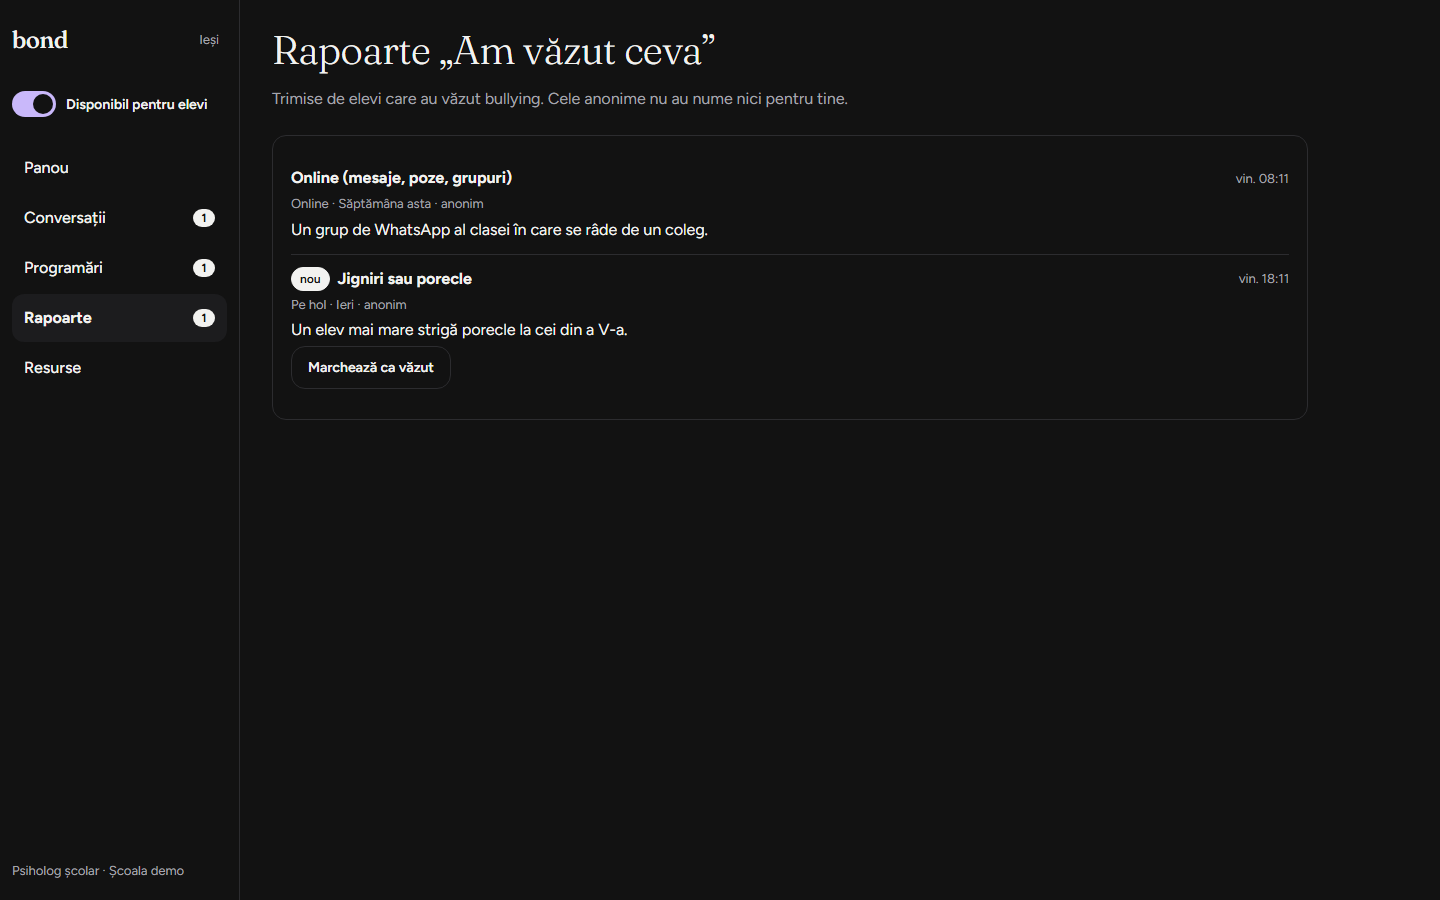 bond
Ieși
Disponibil pentru elevi
Panou
Conversații 1
Programări 1
Rapoarte 1
Resurse
Psiholog școlar · Școala demo
Rapoarte „Am văzut ceva”
Trimise de elevi care au văzut bullying. Cele anonime nu au nume nici pentru tine.
Online (mesaje, poze, grupuri) vin. 08:11
Online · Săptămâna asta · anonim
Un grup de WhatsApp al clasei în care se râde de un coleg.
nou Jigniri sau porecle vin. 18:11
Pe hol · Ieri · anonim
Un elev mai mare strigă porecle la cei din a V-a.
Marchează ca văzut